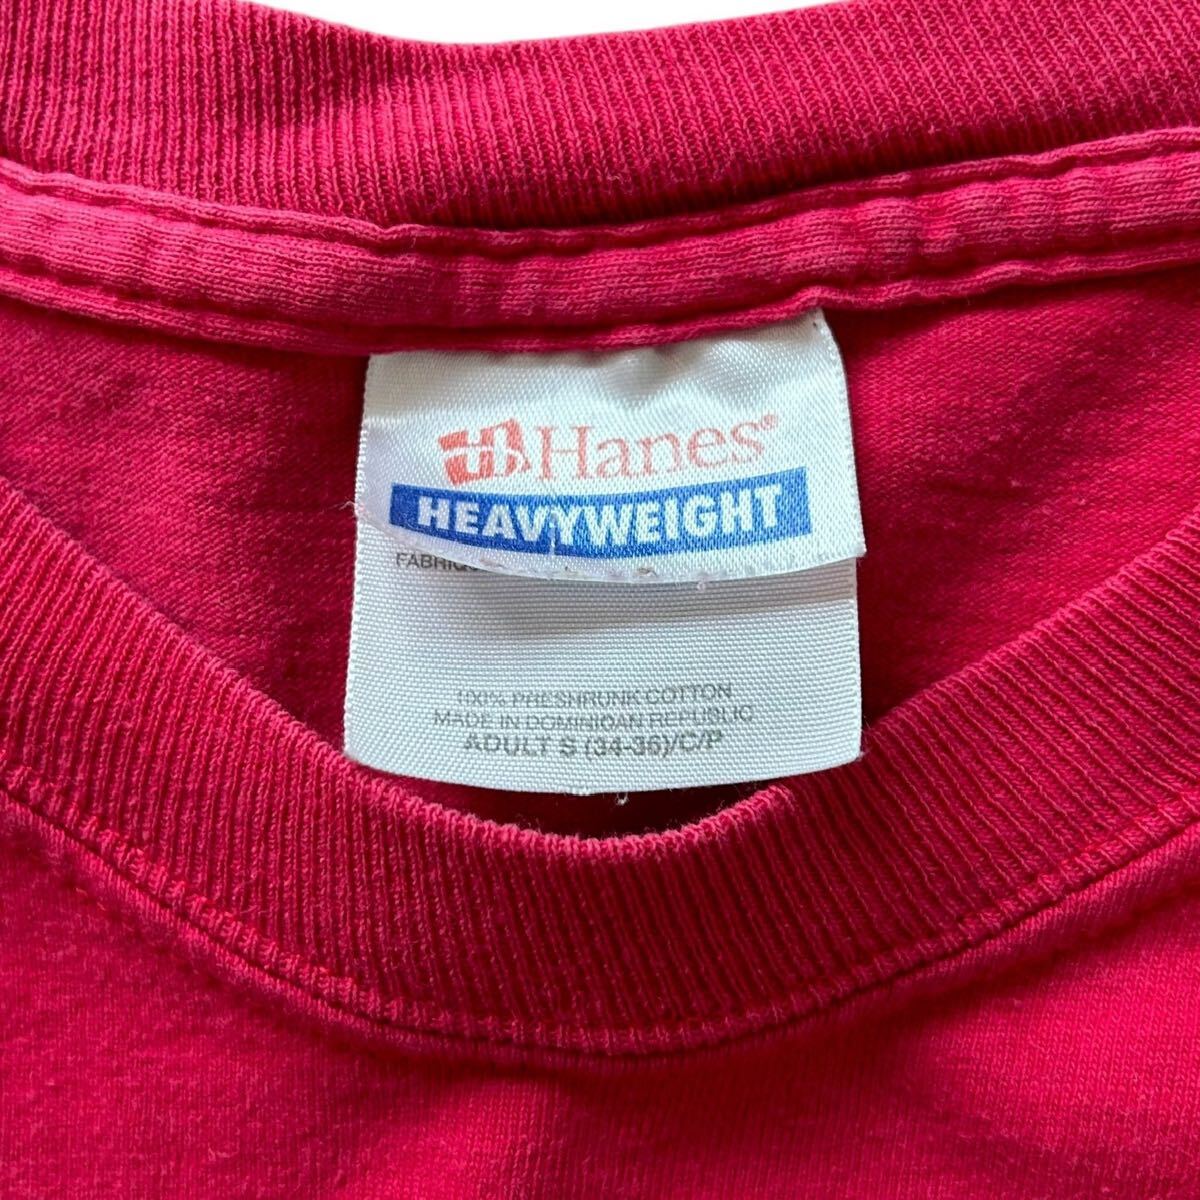 Hanes®
HEAVYWEIGHT
100% PRESHRUNK COTTON
MADE IN DOMINICAN REPUBLIC
ADULT S (34-36)/C/P